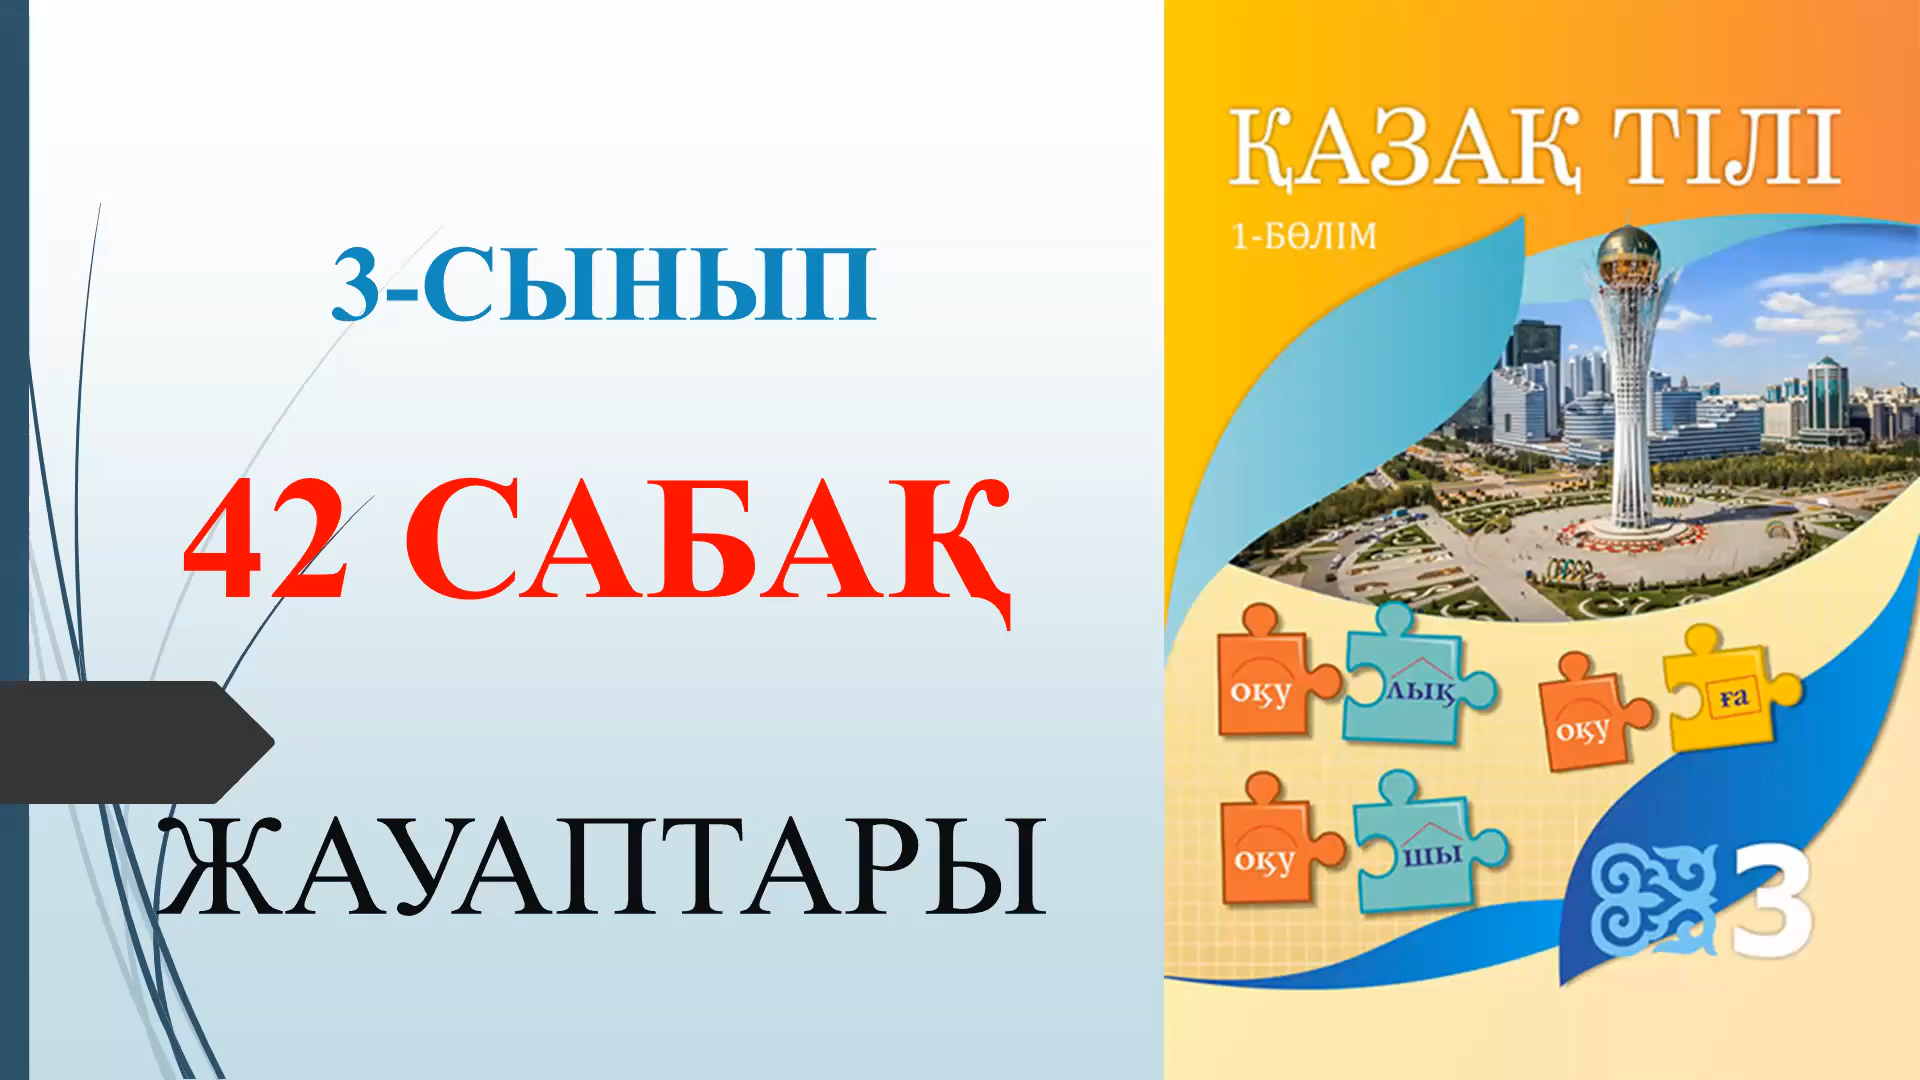 3-СЫНЫП
42 САБАҚ
ЖАУАПТАРЫ
ҚАЗАҚ ТІЛІ
1-БӨЛІМ
оқу лық
оқу ға
оқу шы
3